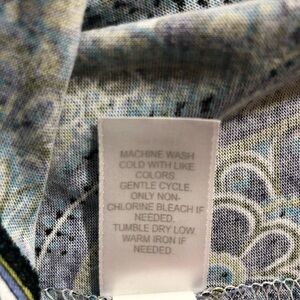 MACHINE WASH
COLD WITH LIKE
COLORS
GENTLE CYCLE.
ONLY NON-
CHLORINE BLEACH IF
NEEDED.
TUMBLE DRY LOW
WARM IRON IF
NEEDED.